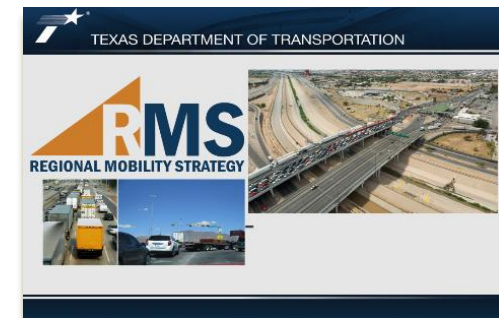 TEXAS DEPARTMENT OF TRANSPORTATION
RMS
REGIONAL MOBILITY STRATEGY